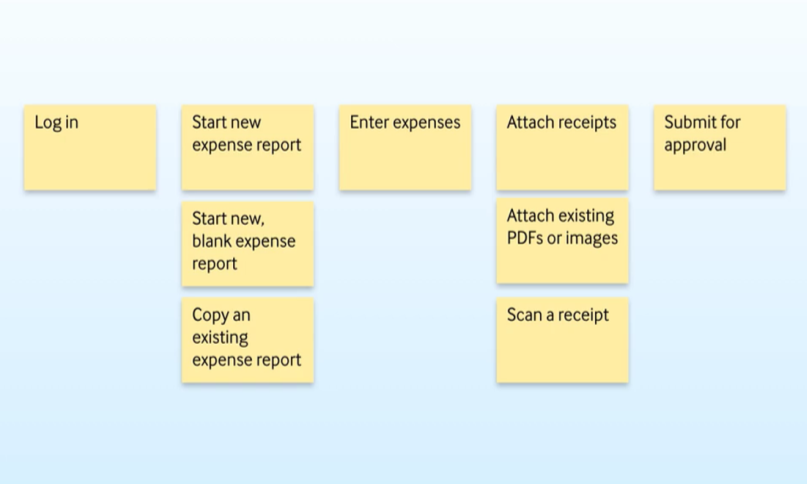 Log in
Start new
expense report
Enter expenses
Attach receipts
Submit for
approval
Start new,
blank expense
report
Attach existing
PDFs or images
Copy an
existing
expense report
Scan a receipt